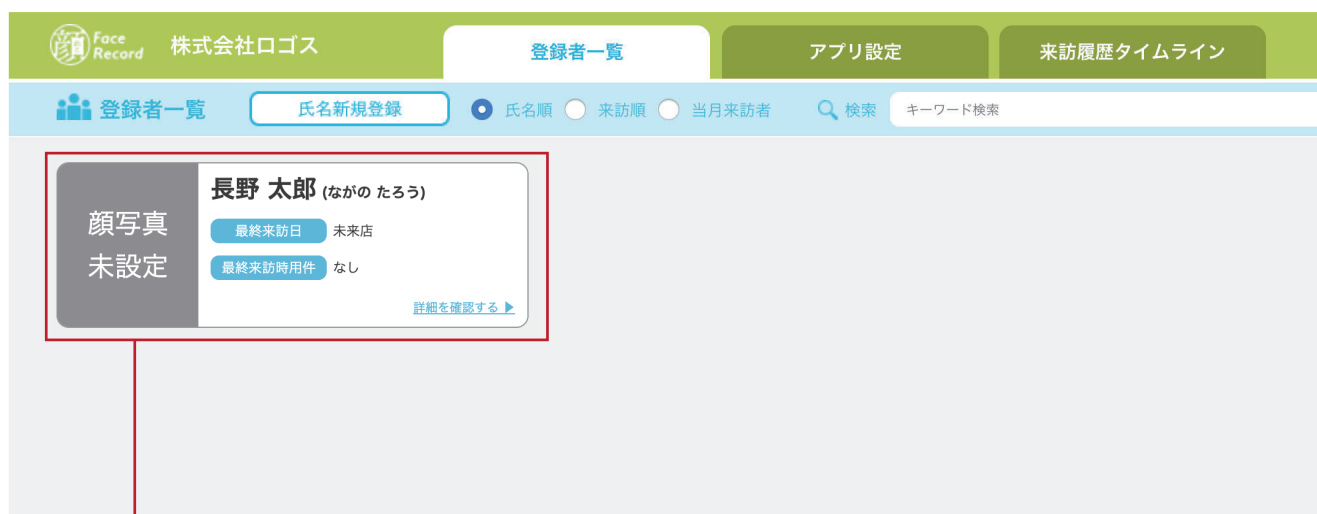 顔 Face Record 株式会社ロゴス 登録者一覧 アプリ設定 来訪履歴タイムライン
登録者一覧 氏名新規登録 氏名順 来訪順 当月来訪者 検索 キーワード検索
顔写真
未設定
長野 太郎 (ながの たろう)
最終来訪日 未来店
最終来訪時用件 なし
詳細を確認する ▶